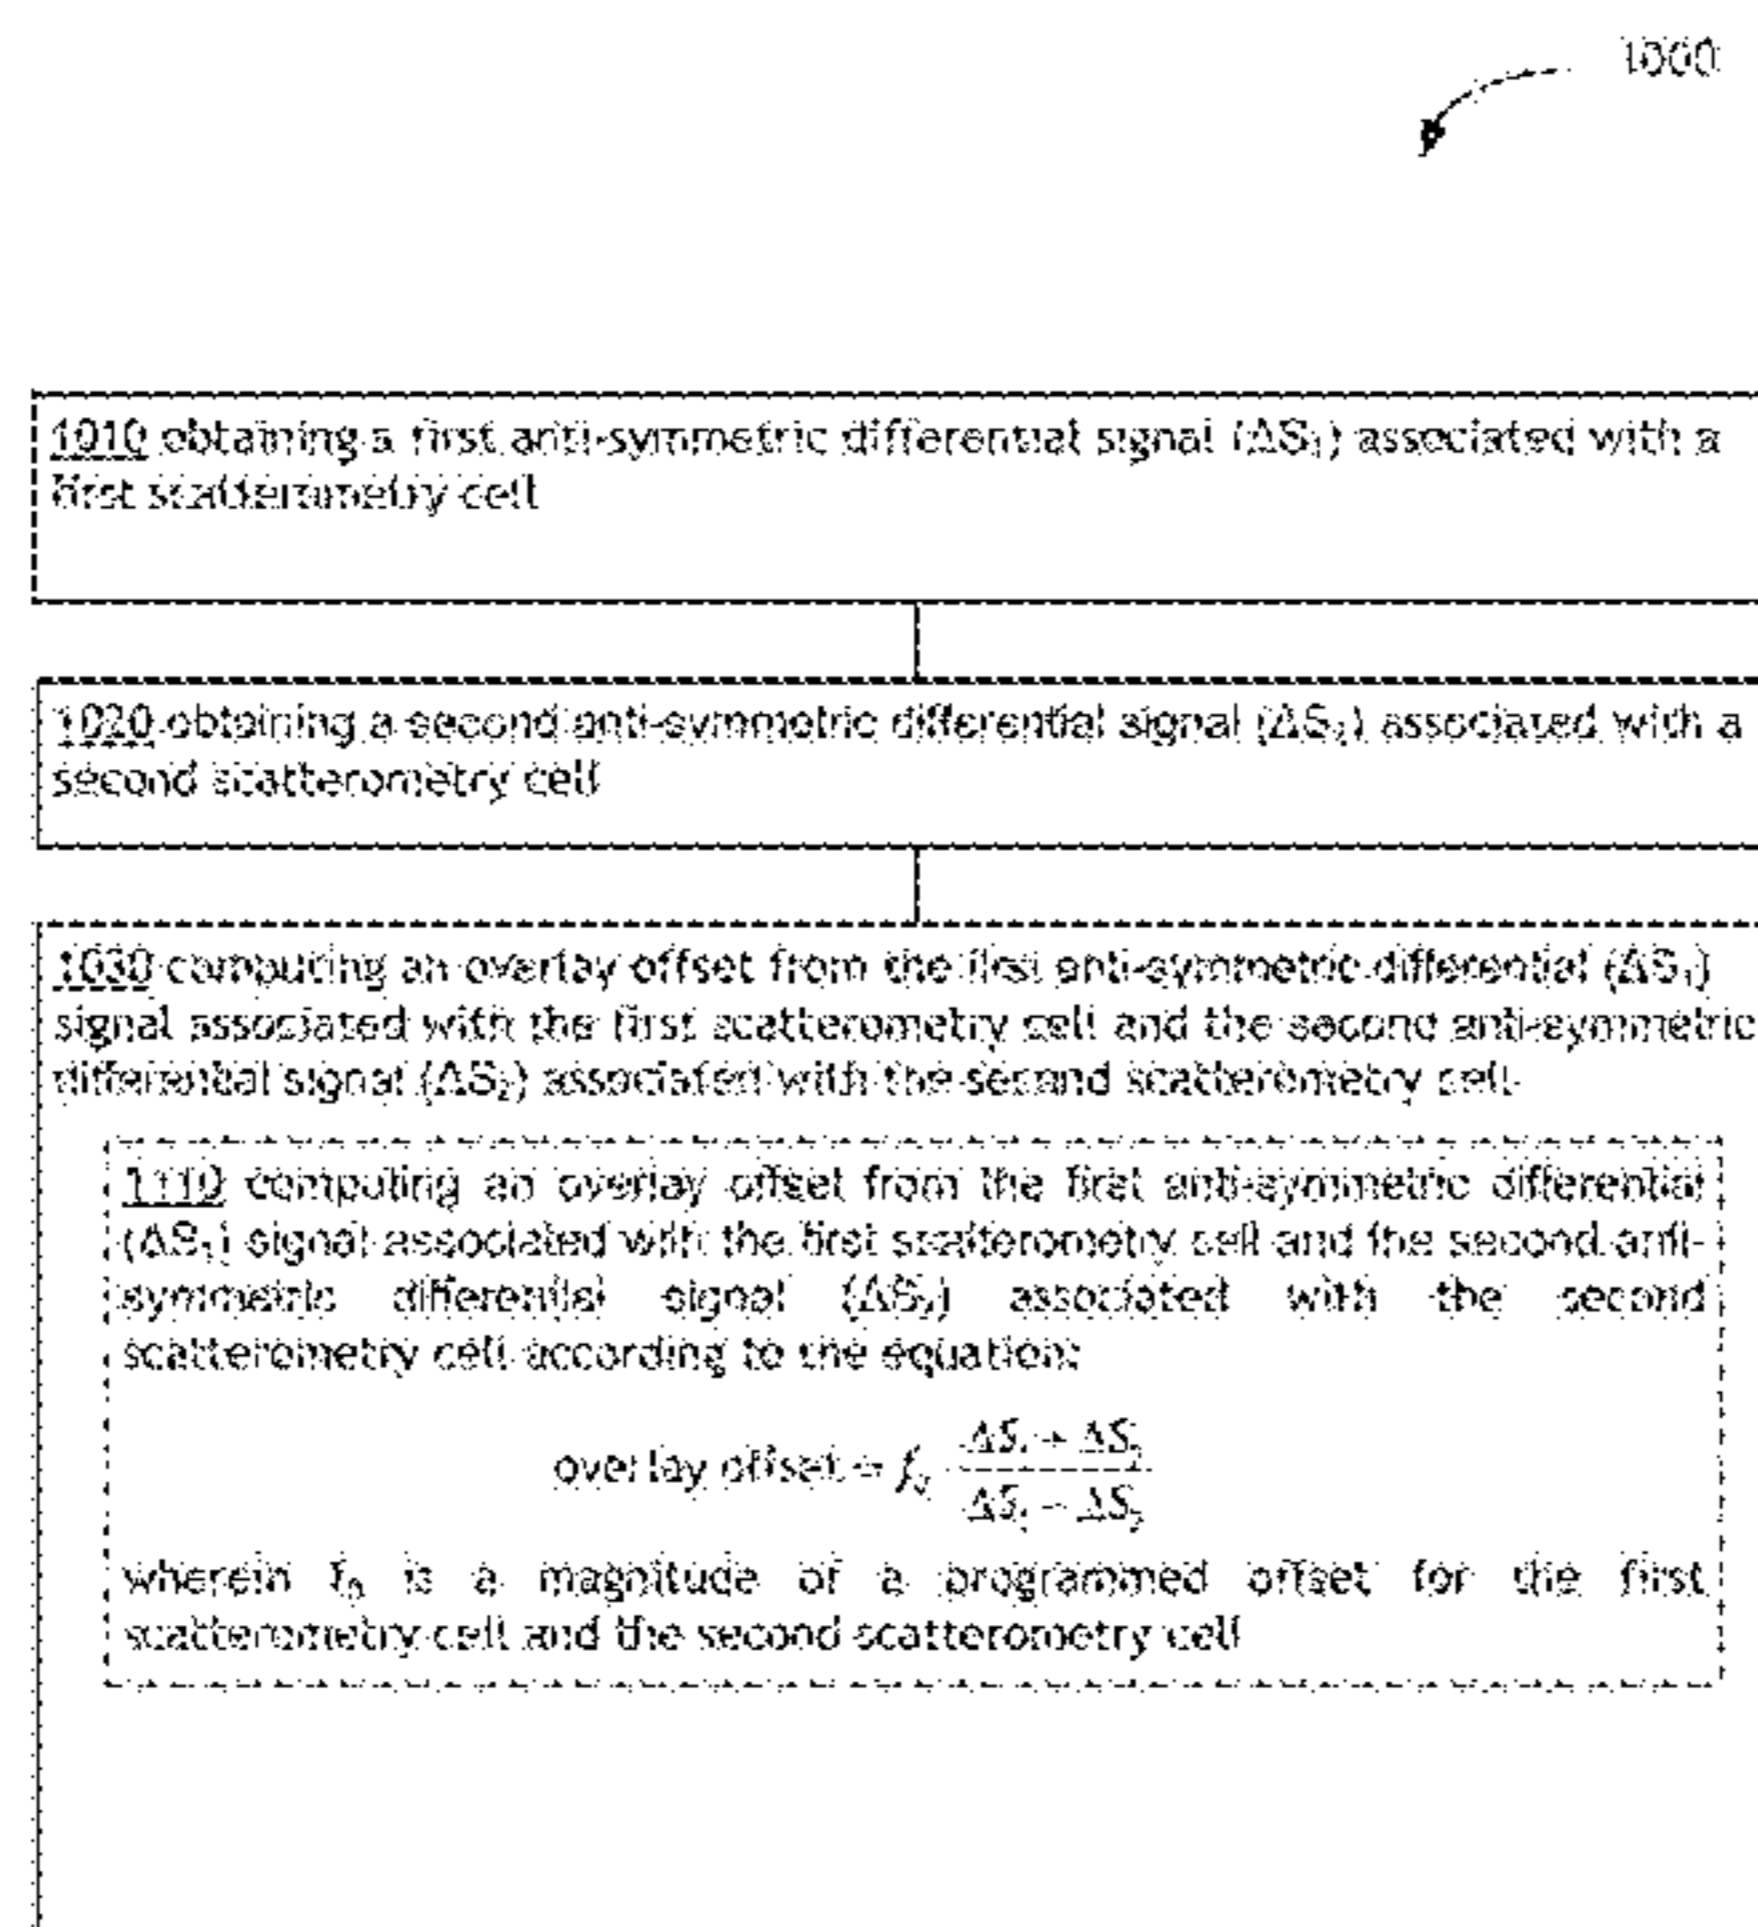 1000
1010 obtaining a first anti-symmetric differential signal (ΔS₁) associated with a
first scatterometry cell
1020 obtaining a second anti-symmetric differential signal (ΔS₂) associated with a
second scatterometry cell
1030 computing an overlay offset from the first anti-symmetric differential (ΔS₁)
signal associated with the first scatterometry cell and the second anti-symmetric
differential signal (ΔS₂) associated with the second scatterometry cell
1110 computing an overlay offset from the first anti-symmetric differential
(ΔS₁) signal associated with the first scatterometry cell and the second anti-
symmetric differential signal (ΔS₂) associated with the second
scatterometry cell according to the equation:
overlay offset = f₀ (ΔS₁ + ΔS₂) / (ΔS₁ - ΔS₂)
wherein f₀ is a magnitude of a programmed offset for the first
scatterometry cell and the second scatterometry cell